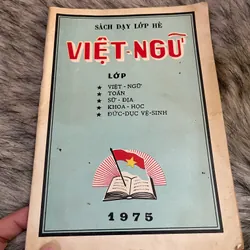 SÁCH DẠY LỚP HÈ
VIỆT-NGỮ
LỚP
★ VIỆT-NGỮ
★ TOÁN
★ SỬ-ĐỊA
★ KHOA-HỌC
★ ĐỨC-DỤC VỆ-SINH
1975